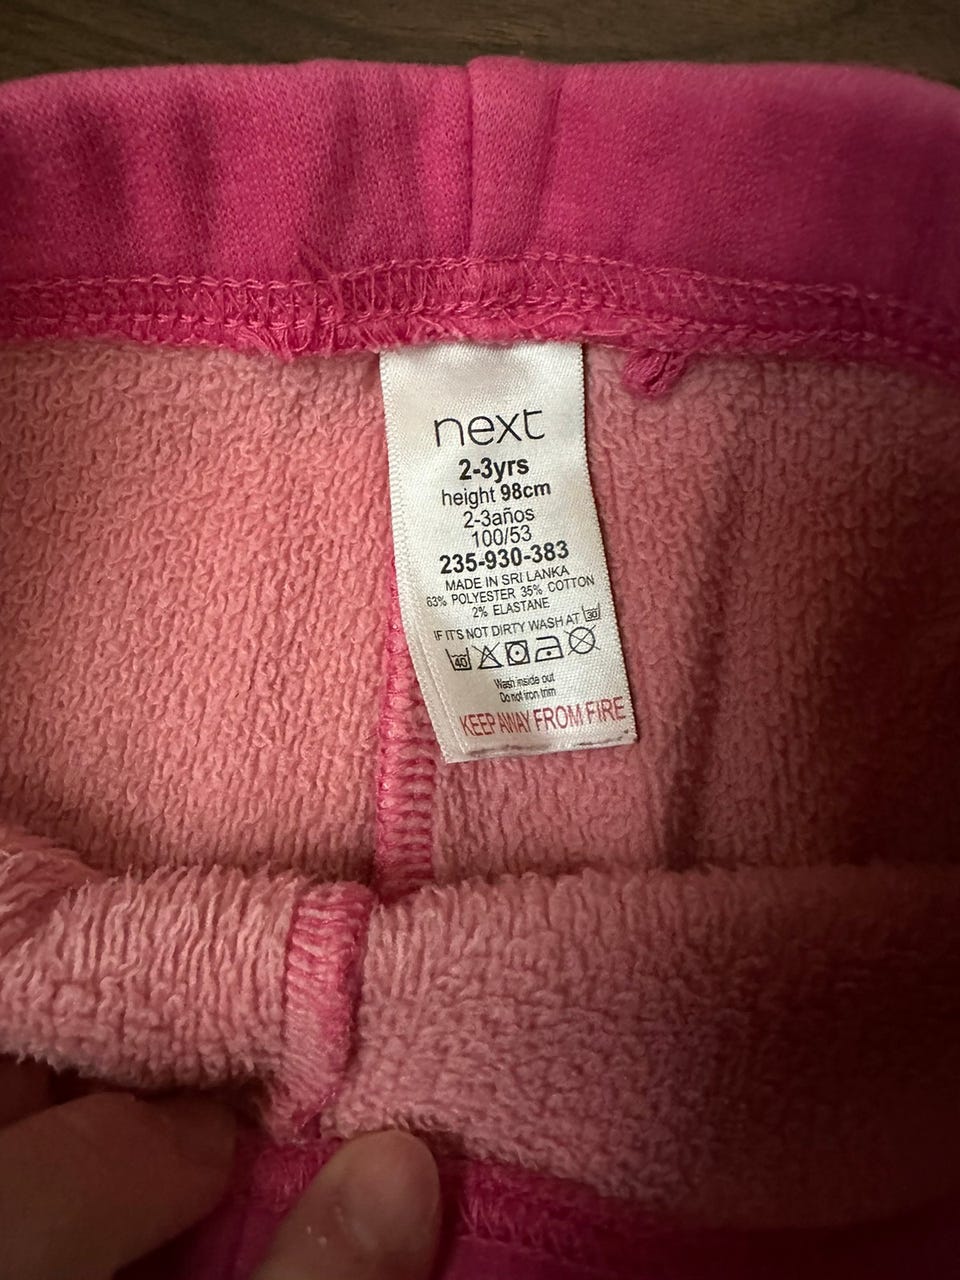 next
2-3yrs
height 98cm
2-3años
100/53
235-930-383
MADE IN SRI LANKA
63% POLYESTER 35% COTTON
2% ELASTANE
IF IT'S NOT DIRTY WASH AT 30
40
Wash inside out
Do not iron trim
KEEP AWAY FROM FIRE